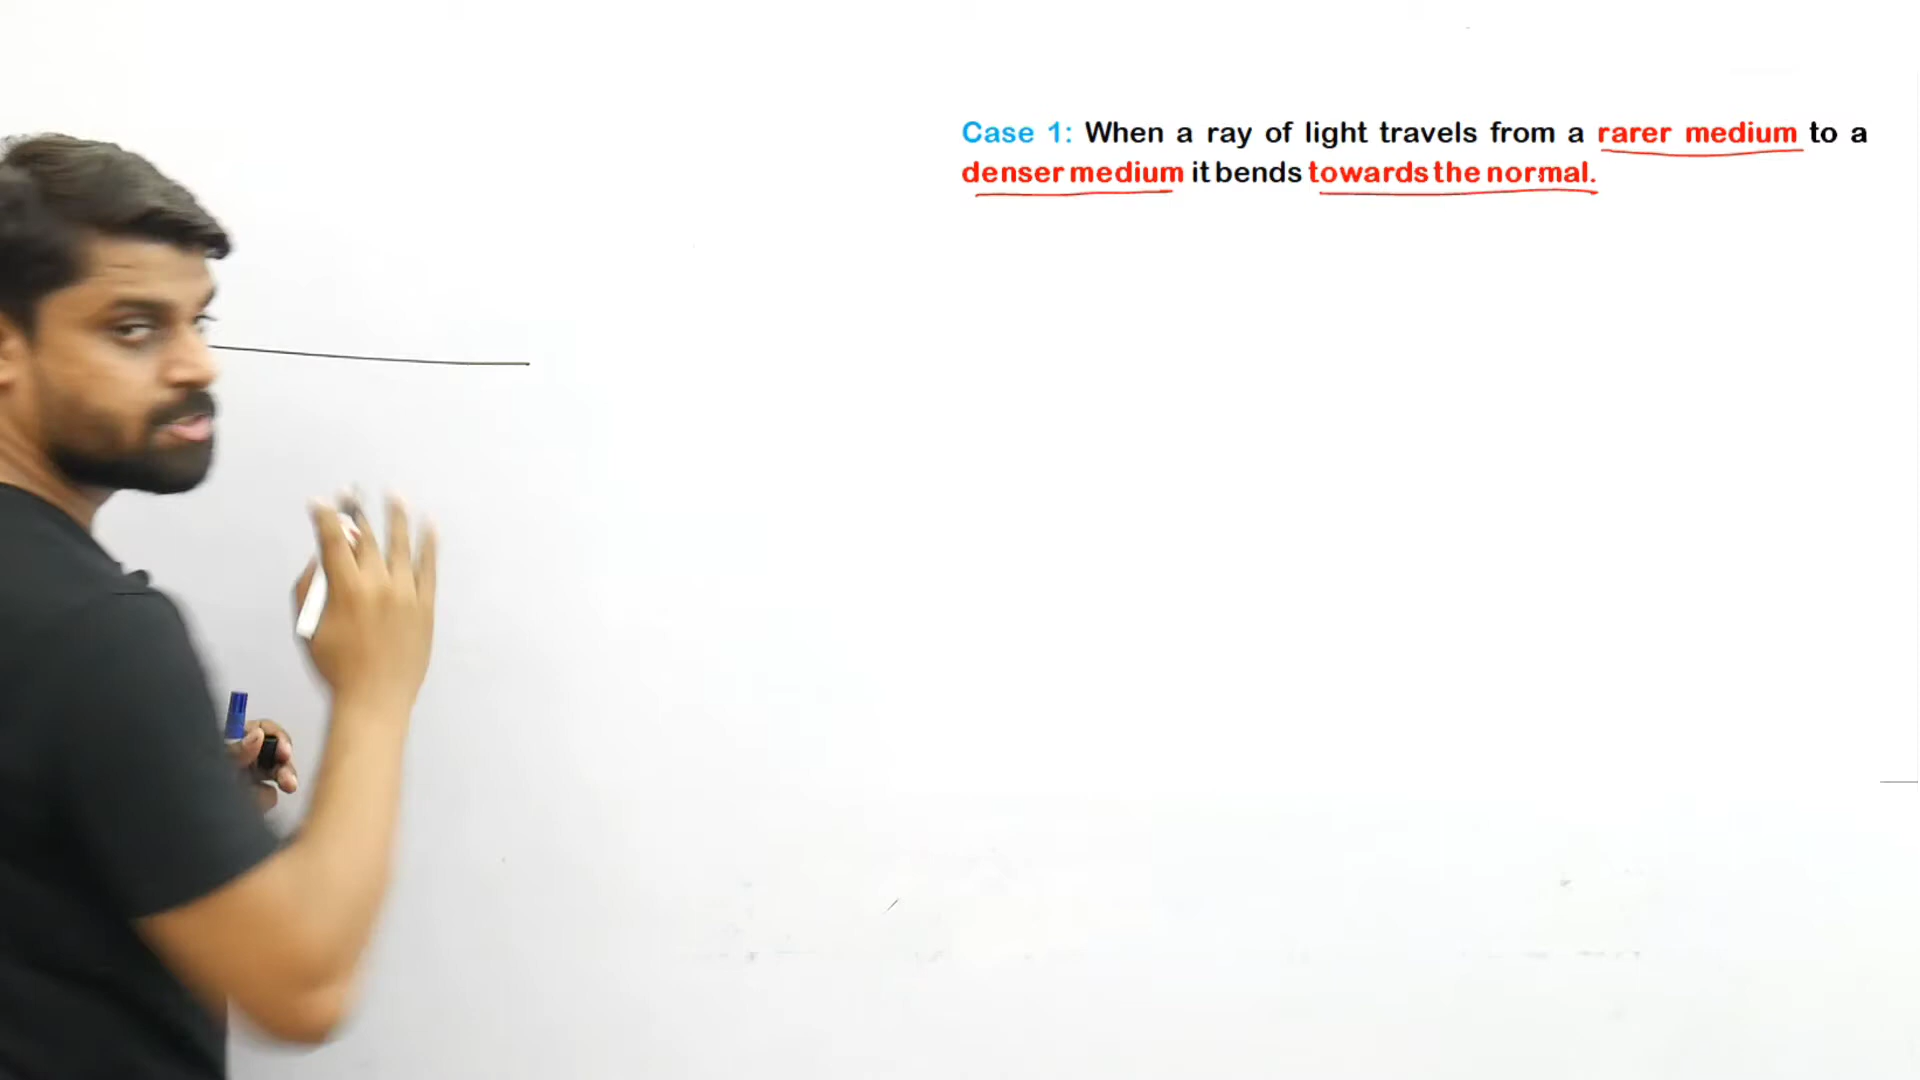 Case 1: When a ray of light travels from a rarer medium to a
denser medium it bends towards the normal.